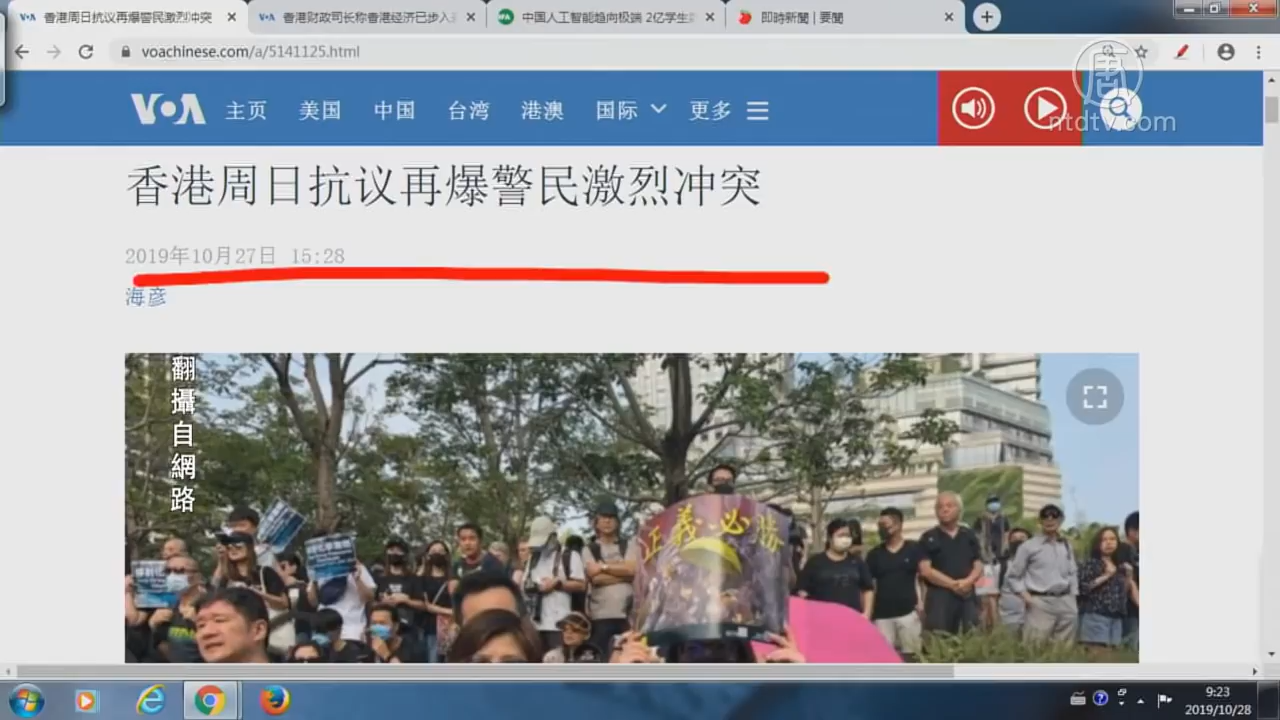 香港周日抗议再爆警民激烈冲突
香港财政司长称香港经济已步入
中国人工智能趋向极端 2亿学生
即時新聞 | 要聞
voachinese.com/a/5141125.html
VOA 主页 美国 中国 台湾 港澳 国际 更多
唐
ntdtv.com
香港周日抗议再爆警民激烈冲突
2019年10月27日 15:28
海彦
翻攝自網路
正義必勝
9:23
2019/10/28